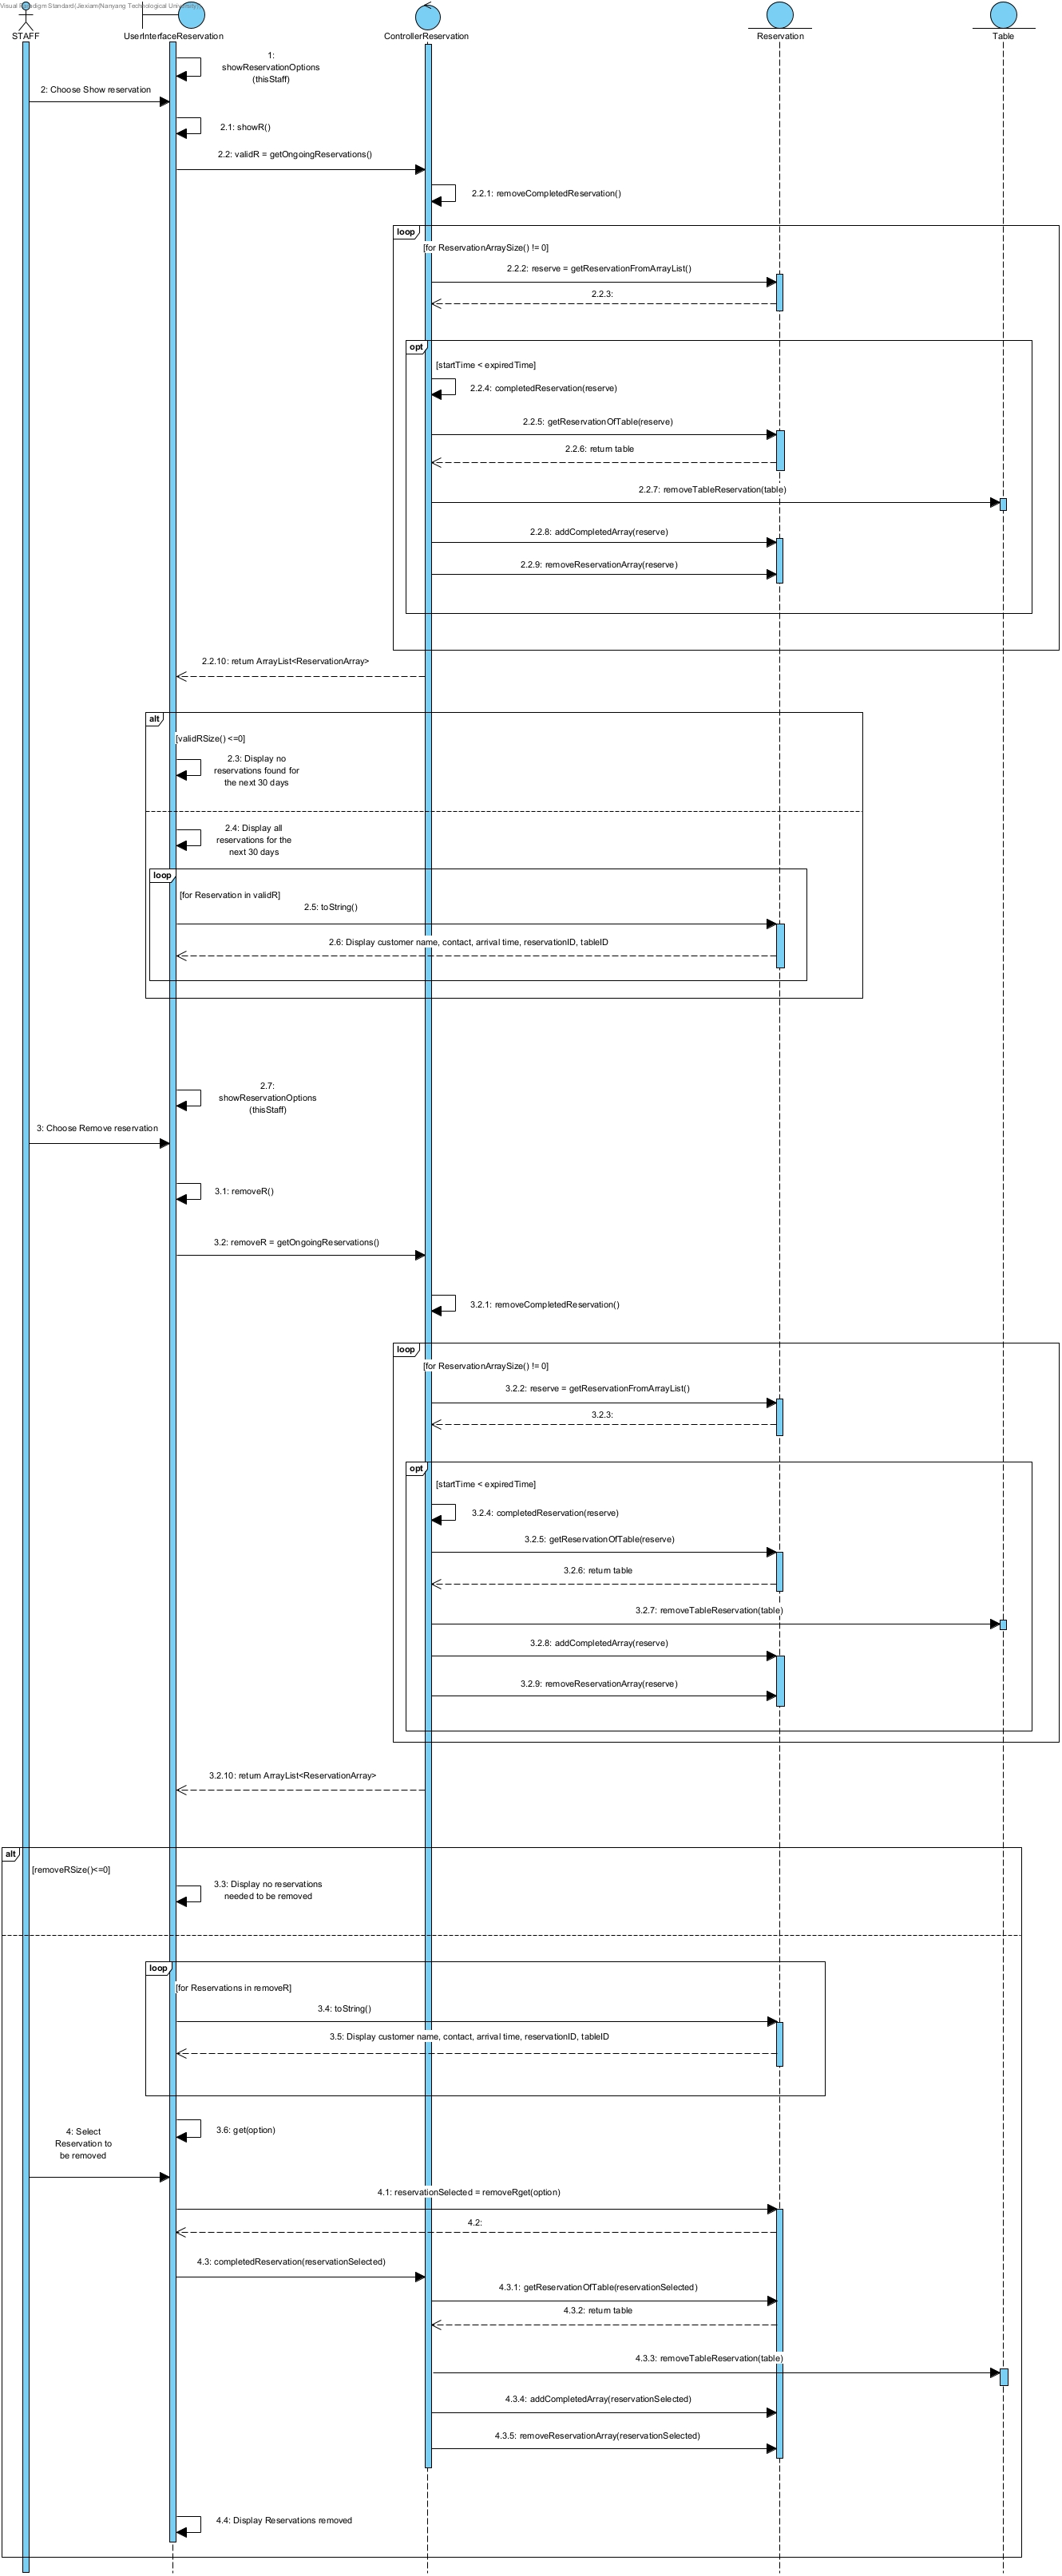 Visual Paradigm Standard(Jiexiam(Nanyang Technological University))
STAFF
UserInterfaceReservation
ControllerReservation
Reservation
Table
1:
showReservationOptions
(thisStaff)
2: Choose Show reservation
2.1: showR()
2.2: validR = getOngoingReservations()
2.2.1: removeCompletedReservation()
loop
[for ReservationArraySize() != 0]
2.2.2: reserve = getReservationFromArrayList()
2.2.3:
opt
[startTime < expiredTime]
2.2.4: completedReservation(reserve)
2.2.5: getReservationOfTable(reserve)
2.2.6: return table
2.2.7: removeTableReservation(table)
2.2.8: addCompletedArray(reserve)
2.2.9: removeReservationArray(reserve)
2.2.10: return ArrayList<ReservationArray>
alt
[validRSize() <=0]
2.3: Display no
reservations found for
the next 30 days
2.4: Display all
reservations for the
next 30 days
loop
[for Reservation in validR]
2.5: toString()
2.6: Display customer name, contact, arrival time, reservationID, tableID
2.7:
showReservationOptions
(thisStaff)
3: Choose Remove reservation
3.1: removeR()
3.2: removeR = getOngoingReservations()
3.2.1: removeCompletedReservation()
loop
[for ReservationArraySize() != 0]
3.2.2: reserve = getReservationFromArrayList()
3.2.3:
opt
[startTime < expiredTime]
3.2.4: completedReservation(reserve)
3.2.5: getReservationOfTable(reserve)
3.2.6: return table
3.2.7: removeTableReservation(table)
3.2.8: addCompletedArray(reserve)
3.2.9: removeReservationArray(reserve)
3.2.10: return ArrayList<ReservationArray>
alt
[removeRSize()<=0]
3.3: Display no reservations
needed to be removed
loop
[for Reservations in removeR]
3.4: toString()
3.5: Display customer name, contact, arrival time, reservationID, tableID
3.6: get(option)
4: Select
Reservation to
be removed
4.1: reservationSelected = removeRget(option)
4.2:
4.3: completedReservation(reservationSelected)
4.3.1: getReservationOfTable(reservationSelected)
4.3.2: return table
4.3.3: removeTableReservation(table)
4.3.4: addCompletedArray(reservationSelected)
4.3.5: removeReservationArray(reservationSelected)
4.4: Display Reservations removed